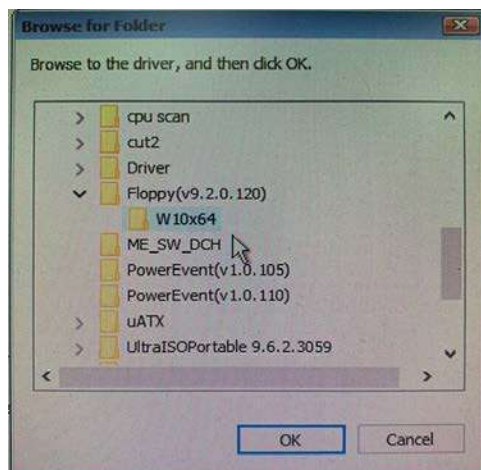 Browse for Folder
Browse to the driver, and then click OK.
cpu scan
cut2
Driver
Floppy(v9.2.0.120)
W10x64
ME_SW_DCH
PowerEvent(v1.0.105)
PowerEvent(v1.0.110)
uATX
UltraISOPortable 9.6.2.3059
OK
Cancel